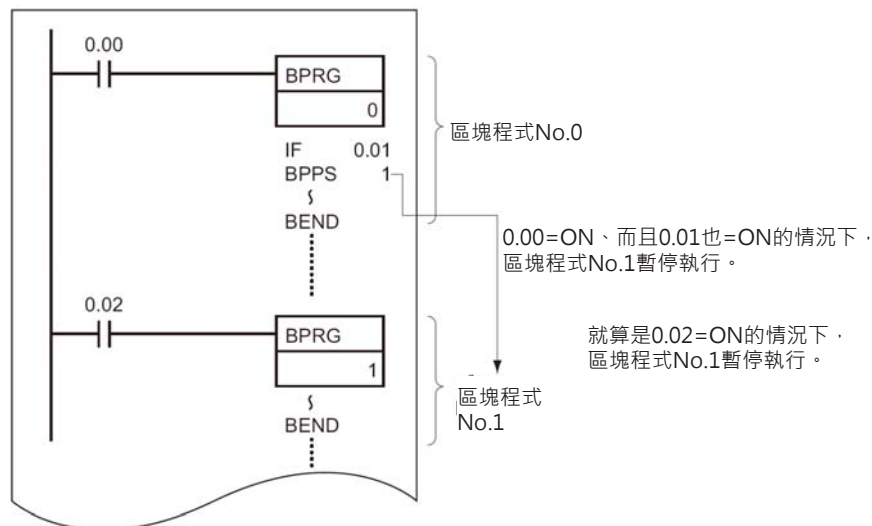 0.00
BPRG
0
IF 0.01
BPPS 1
BEND
區塊程式No.0
0.00=ON、而且0.01也=ON的情況下，
區塊程式No.1暫停執行。
0.02
BPRG
1
BEND
就算是0.02=ON的情況下，
區塊程式No.1暫停執行。
區塊程式
No.1